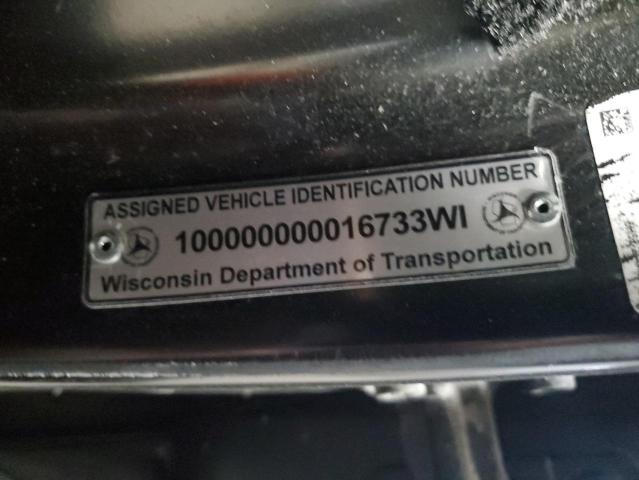 ASSIGNED VEHICLE IDENTIFICATION NUMBER
100000000016733WI
Wisconsin Department of Transportation